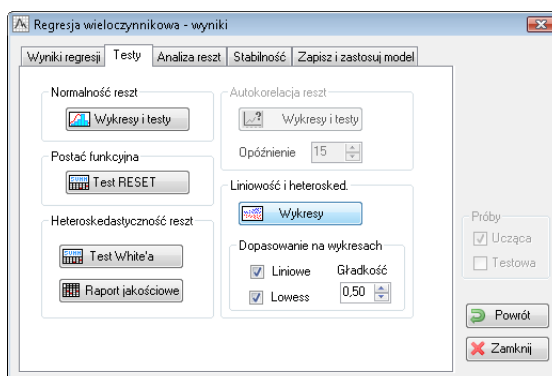 Regresja wieloczynnikowa - wyniki
Wyniki regresji Testy Analiza reszt Stabilność Zapisz i zastosuj model
Normalność reszt
Wykresy i testy
Postać funkcyjna
Test RESET
Heteroskedastyczność reszt
Test White'a
Raport jakościowe
Autokorelacja reszt
Wykresy i testy
Opóźnienie 15
Liniowość i heterosked.
Wykresy
Dopasowanie na wykresach
Liniowe Gładkość
Lowess 0,50
Próby
Ucząca
Testowa
Powrót
Zamknij